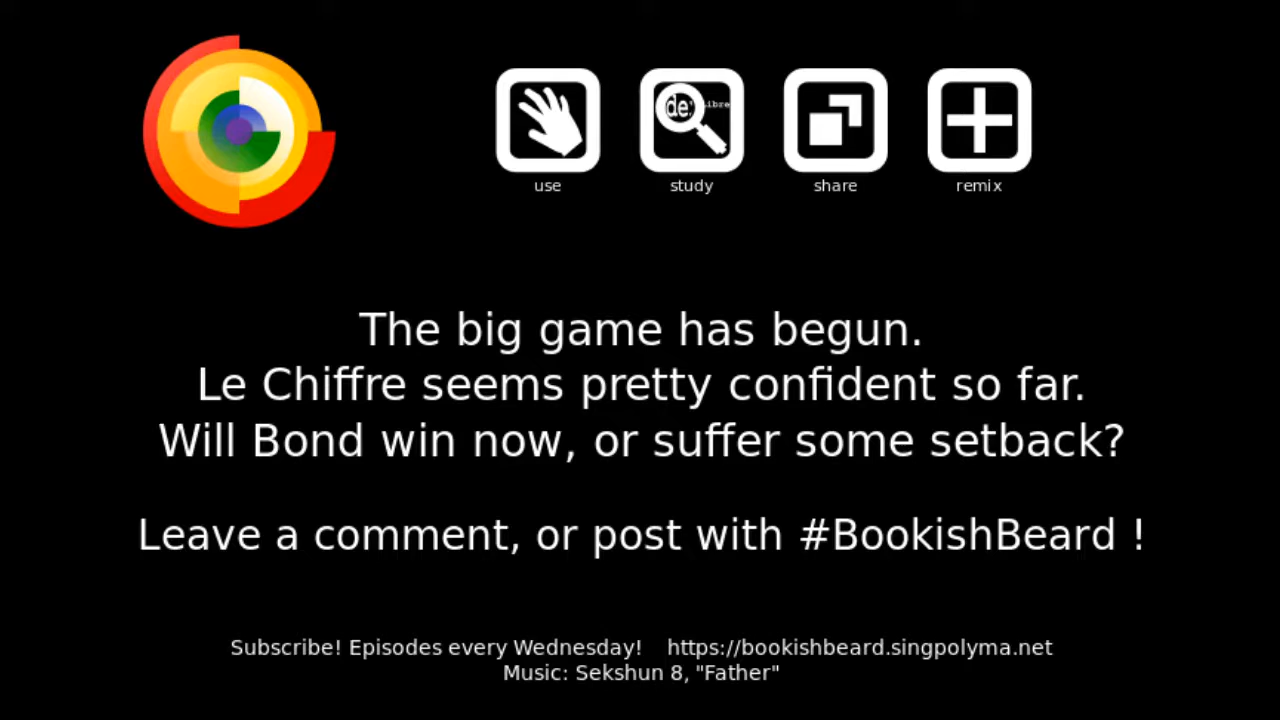 de
Libre
use
study
share
remix
The big game has begun.
Le Chiffre seems pretty confident so far.
Will Bond win now, or suffer some setback?
Leave a comment, or post with #BookishBeard !
Subscribe! Episodes every Wednesday! https://bookishbeard.singpolyma.net
Music: Sekshun 8, "Father"